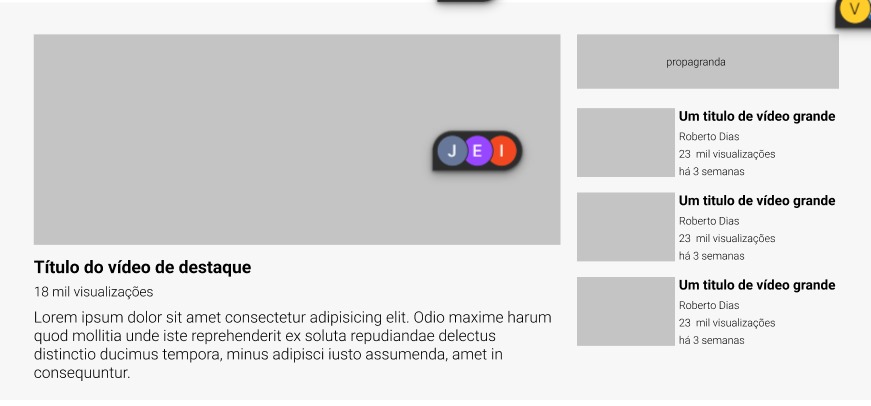 V
J E I
Título do vídeo de destaque
18 mil visualizações
Lorem ipsum dolor sit amet consectetur adipisicing elit. Odio maxime harum
quod mollitia unde iste reprehenderit ex soluta repudiandae delectus
distinctio ducimus tempora, minus adipisci iusto assumenda, amet in
consequuntur.
propagranda
Um titulo de vídeo grande
Roberto Dias
23 mil visualizações
há 3 semanas
Um titulo de vídeo grande
Roberto Dias
23 mil visualizações
há 3 semanas
Um titulo de vídeo grande
Roberto Dias
23 mil visualizações
há 3 semanas